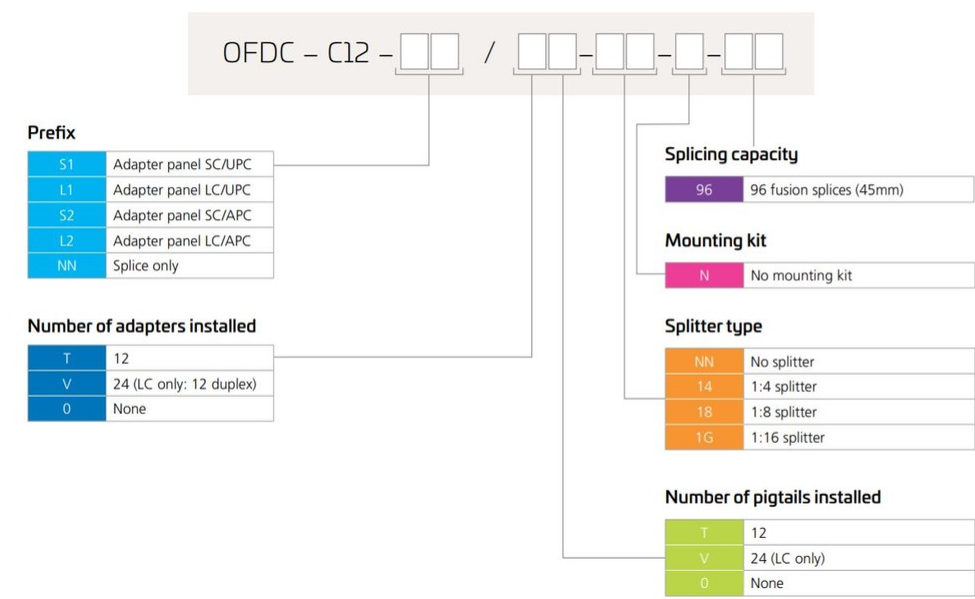 OFDC – C12 – / – – –
Prefix
S1 Adapter panel SC/UPC
L1 Adapter panel LC/UPC
S2 Adapter panel SC/APC
L2 Adapter panel LC/APC
NN Splice only
Number of adapters installed
T 12
V 24 (LC only: 12 duplex)
0 None
Splicing capacity
96 96 fusion splices (45mm)
Mounting kit
N No mounting kit
Splitter type
NN No splitter
14 1:4 splitter
18 1:8 splitter
1G 1:16 splitter
Number of pigtails installed
T 12
V 24 (LC only)
0 None